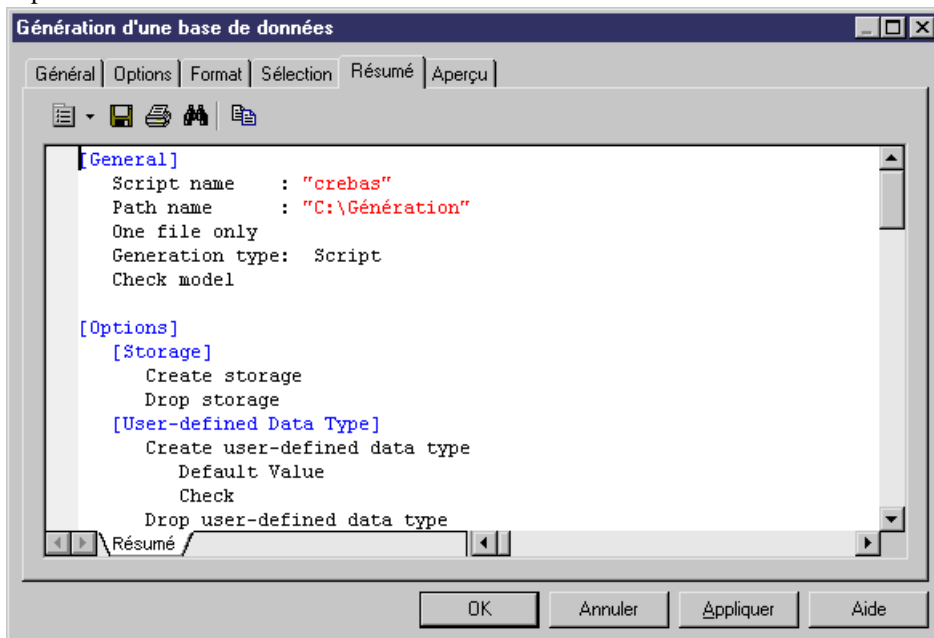 Génération d'une base de données
Général Options Format Sélection Résumé Aperçu
[General]
Script name : "crebas"
Path name : "C:\Génération"
One file only
Generation type: Script
Check model
[Options]
[Storage]
Create storage
Drop storage
[User-defined Data Type]
Create user-defined data type
Default Value
Check
Drop user-defined data type
Résumé
OK Annuler Appliquer Aide